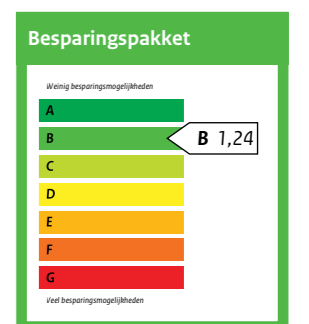 Besparingspakket
Weinig besparingsmogelijkheden
A
B
B 1,24
C
D
E
F
G
Veel besparingsmogelijkheden